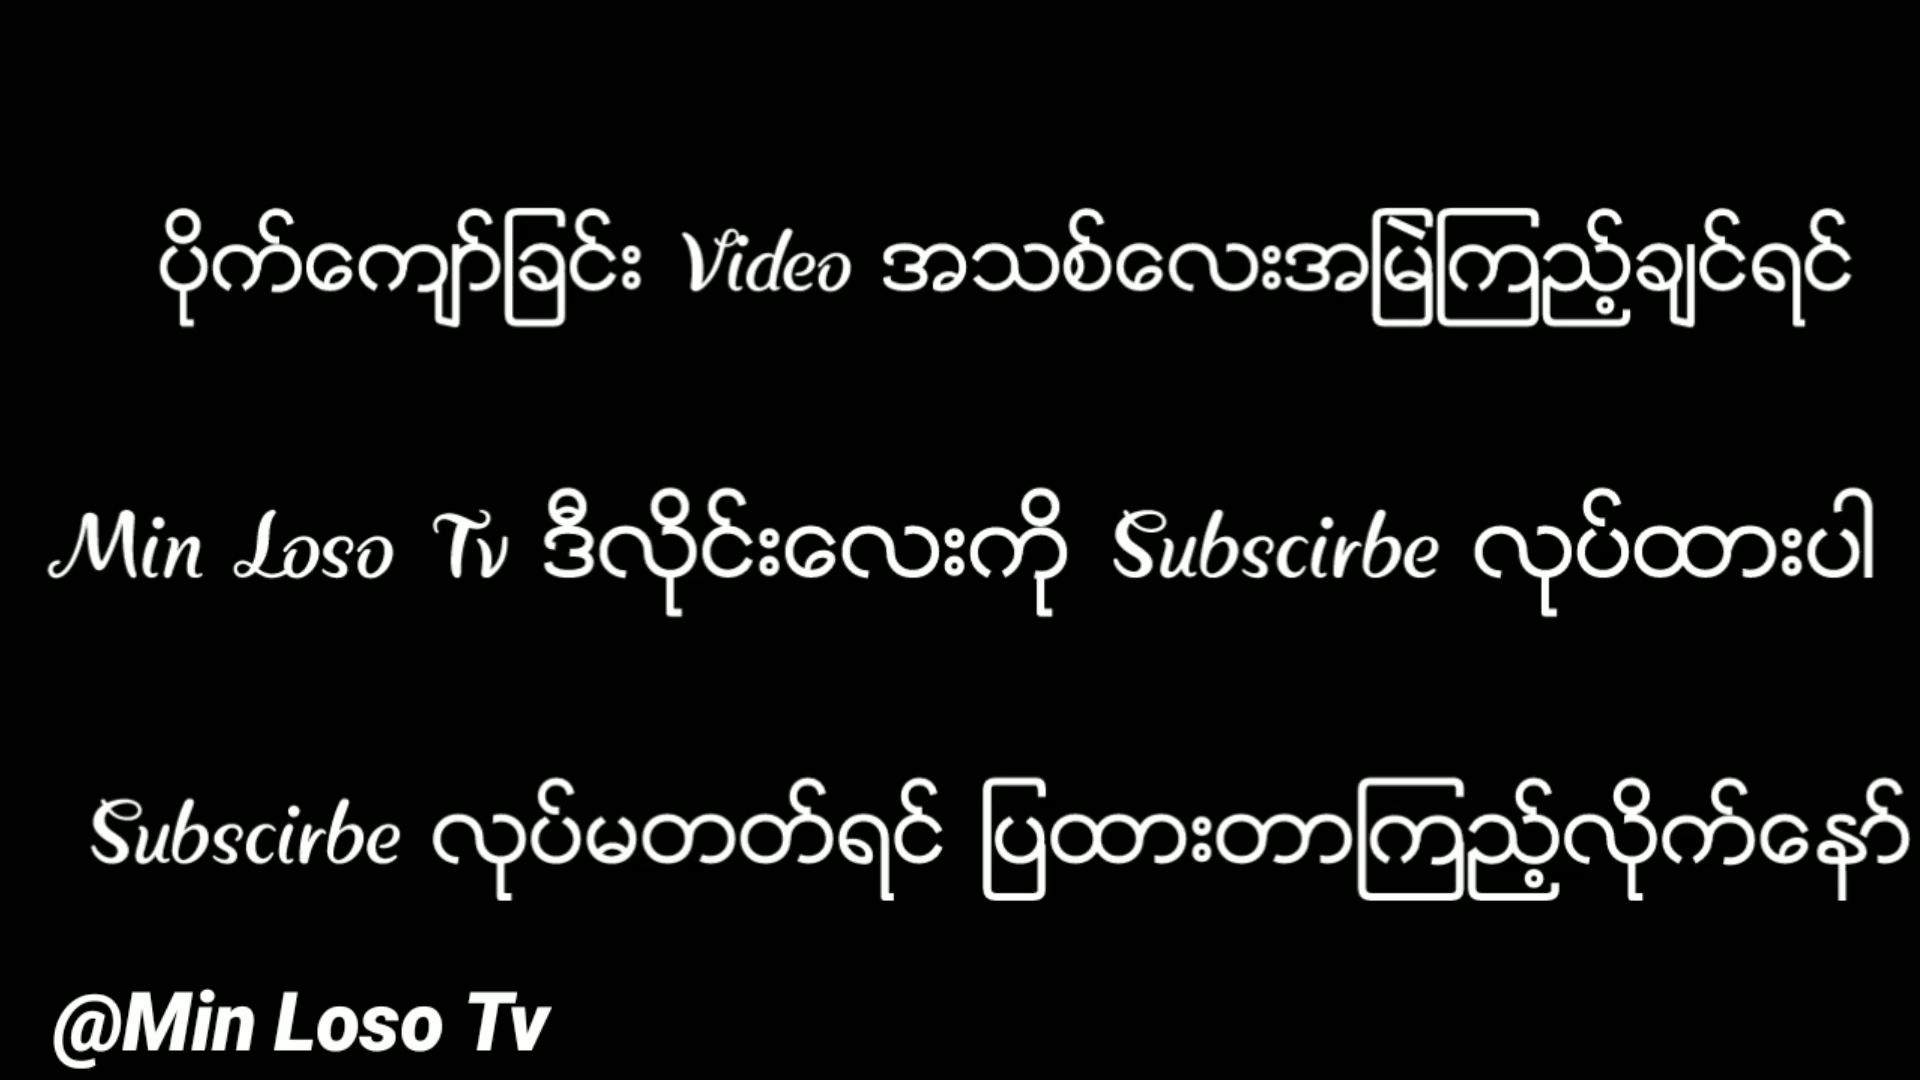 ပိုက်ကျော်ခြင်း Video အသစ်လေးအမြဲကြည့်ချင်ရင်
Min Loso Tv ဒီလိုင်းလေးကို Subscirbe လုပ်ထားပါ
Subscirbe လုပ်မတတ်ရင် ပြထားတာကြည့်လိုက်နော်
@Min Loso Tv